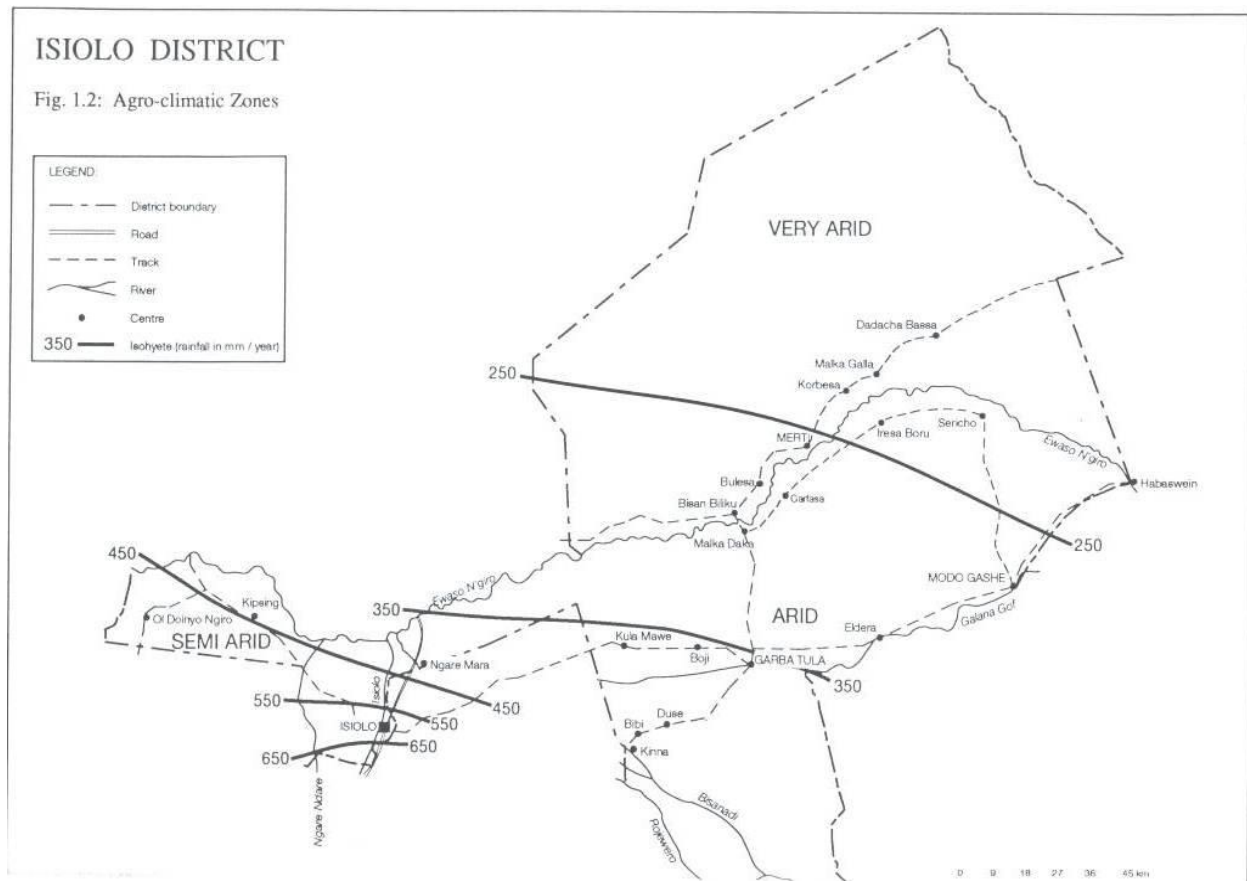 ISIOLO DISTRICT
Fig. 1.2: Agro-climatic Zones
LEGEND
District boundary
Road
Track
River
Centre
350
Isohyete (rainfall in mm / year)
VERY ARID
Dadacha Bassa
Malka Galla
250
Korbesa
Sericho
Iresa Boru
MERTI
Ewaso N'giro
Bulesa
Habaswein
Garfasa
Bisan Biliku
Malka Daka
250
450
MODO GASHE
Ewaso N'giro
Kipsing
350
Galana Gof
Ol Doinyo Ngiro
ARID
SEMI ARID
Eldera
Kula Mawe
Boji
Ngare Mara
GARBA TULA
350
Isiolo
550
450
Duse
550
ISIOLO
Bibi
650
Kinna
650
Ngare Ndare
Bisanadi
Rojewero
0 9 18 27 36 45 km